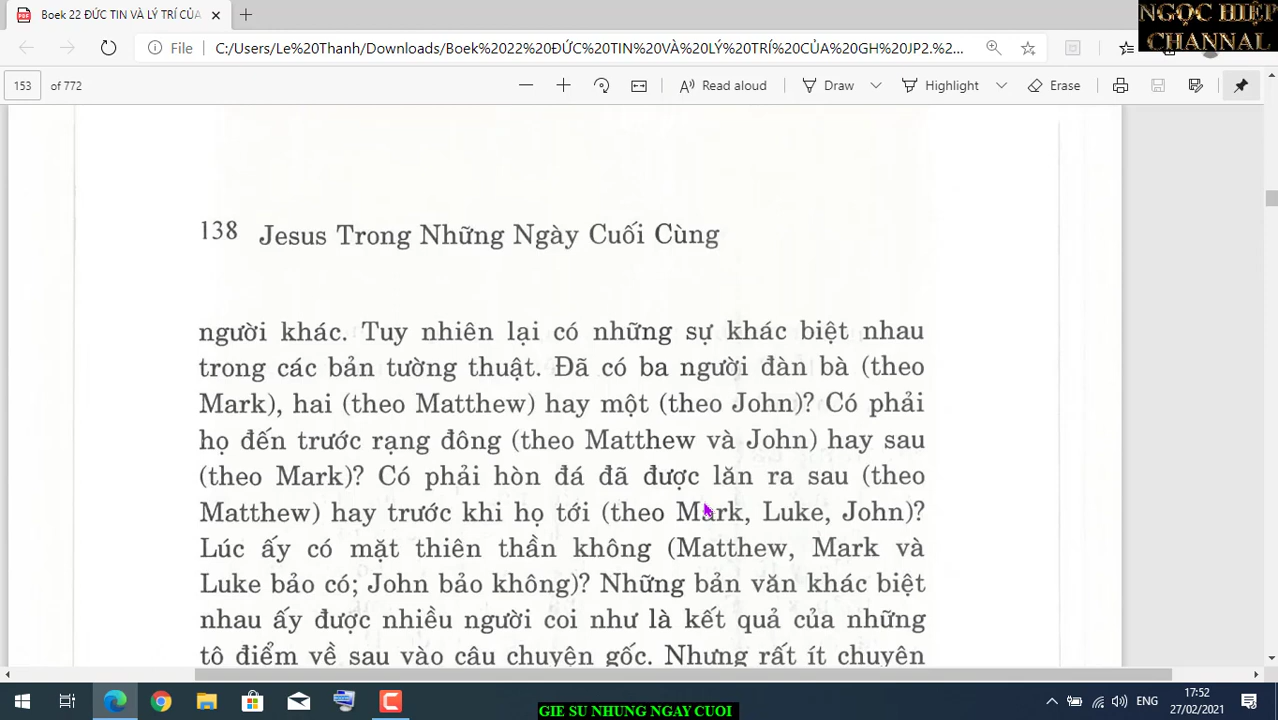 Boek 22 ĐỨC TIN VÀ LÝ TRÍ CỦA
NGỌC HIỆP
CHANNAL
File
C:/Users/Le%20Thanh/Downloads/Boek%2022%20ĐỨC%20TIN%20VÀ%20LÝ%20TRÍ%20CỦA%20GH%20JP2.%2...
153 of 772
Read aloud
Draw
Highlight
Erase
138 Jesus Trong Những Ngày Cuối Cùng
người khác. Tuy nhiên lại có những sự khác biệt nhau
trong các bản tường thuật. Đã có ba người đàn bà (theo
Mark), hai (theo Matthew) hay một (theo John)? Có phải
họ đến trước rạng đông (theo Matthew và John) hay sau
(theo Mark)? Có phải hòn đá đã được lăn ra sau (theo
Matthew) hay trước khi họ tới (theo Mark, Luke, John)?
Lúc ấy có mặt thiên thần không (Matthew, Mark và
Luke bảo có; John bảo không)? Những bản văn khác biệt
nhau ấy được nhiều người coi như là kết quả của những
tô điểm về sau vào câu chuyện gốc. Nhưng rất ít chuyện
ENG
17:52
27/02/2021
GIE SU NHUNG NGAY CUOI